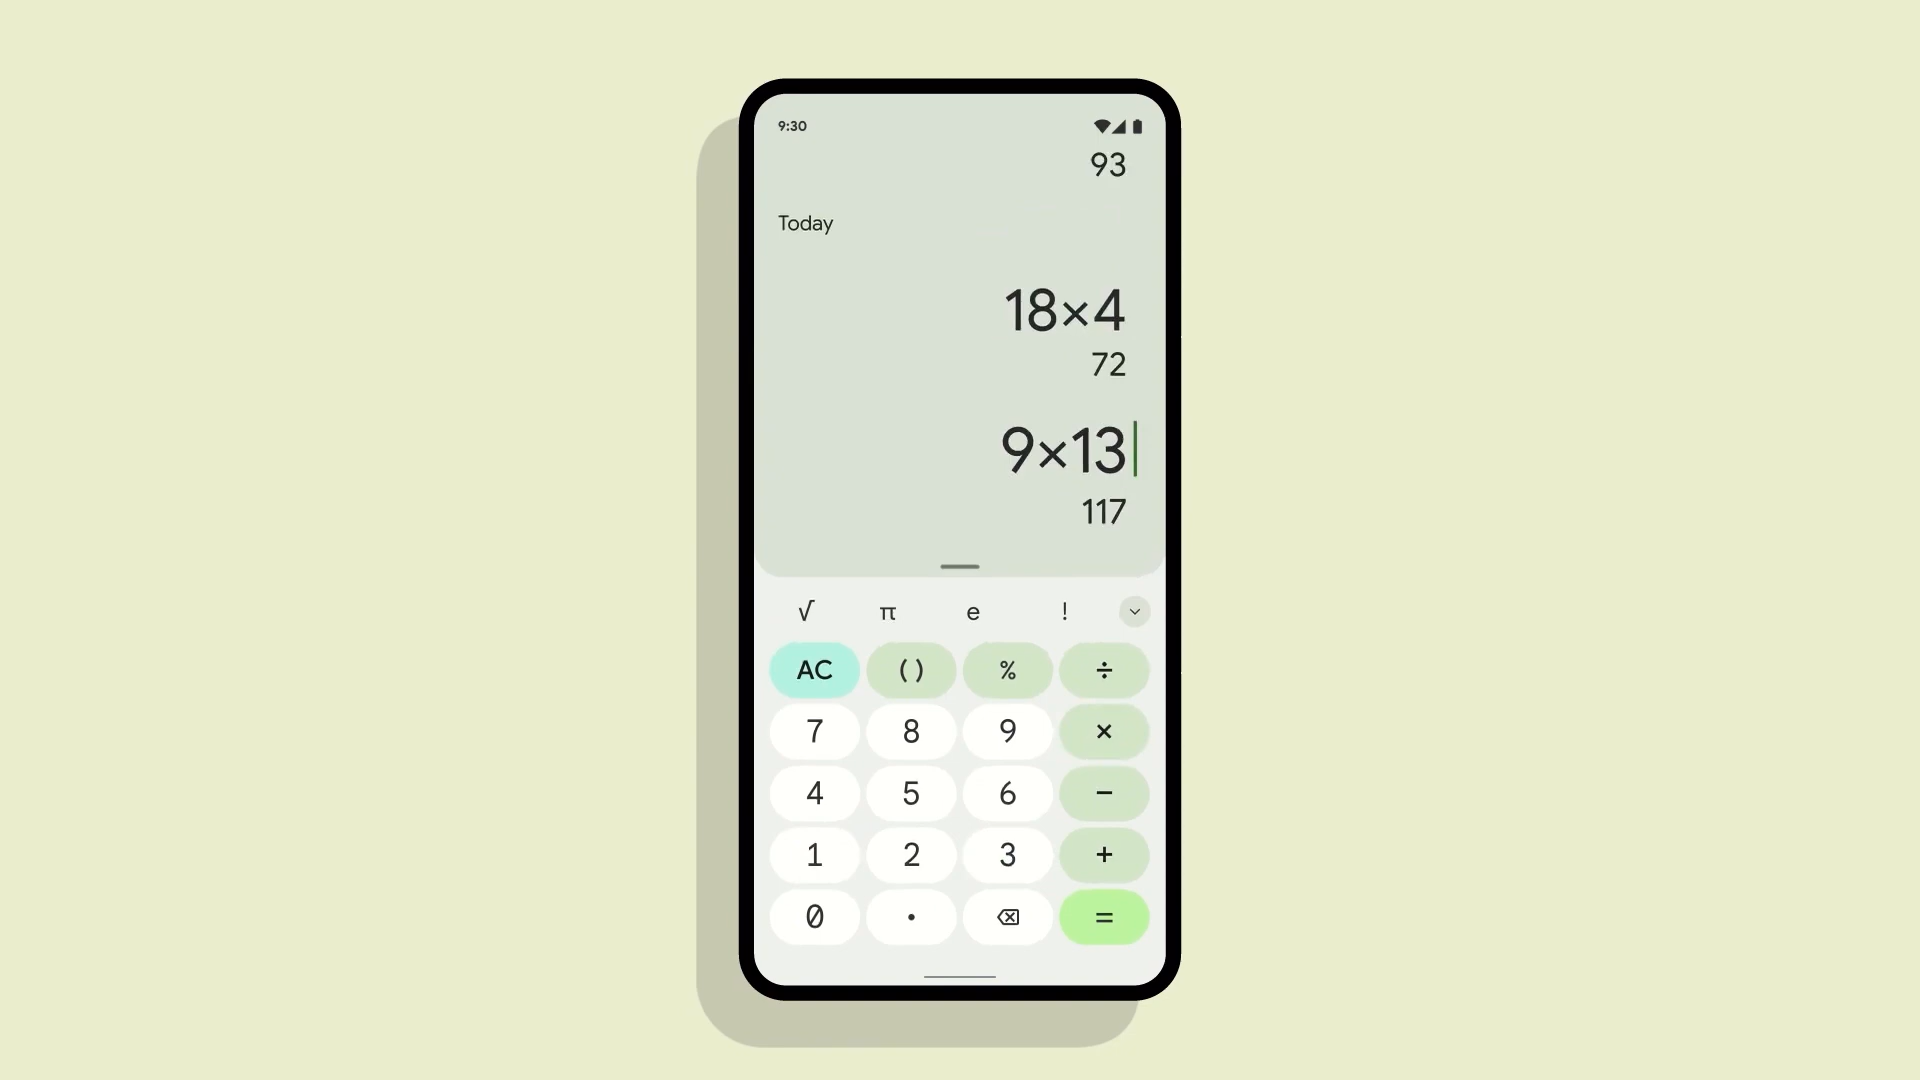 9:30
93
Today
18×4
72
9×13
117
√ π e !
AC ( ) % ÷
7 8 9 ×
4 5 6 −
1 2 3 +
0 . =